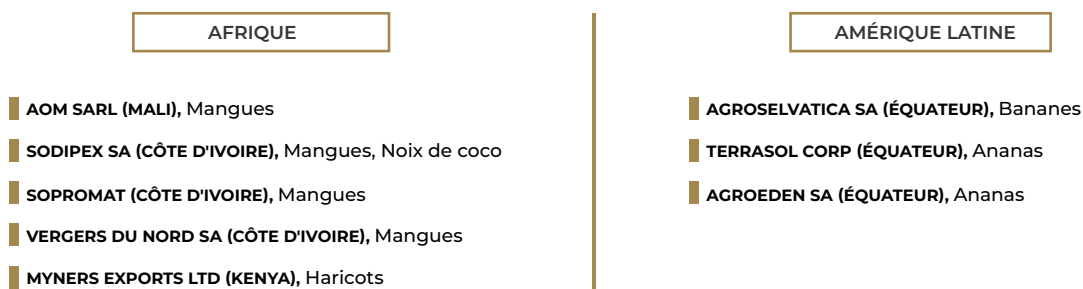 AFRIQUE
AOM SARL (MALI), Mangues
SODIPEX SA (CÔTE D'IVOIRE), Mangues, Noix de coco
SOPROMAT (CÔTE D'IVOIRE), Mangues
VERGERS DU NORD SA (CÔTE D'IVOIRE), Mangues
MYNERS EXPORTS LTD (KENYA), Haricots
AMÉRIQUE LATINE
AGROSELVATICA SA (ÉQUATEUR), Bananes
TERRASOL CORP (ÉQUATEUR), Ananas
AGROEDEN SA (ÉQUATEUR), Ananas